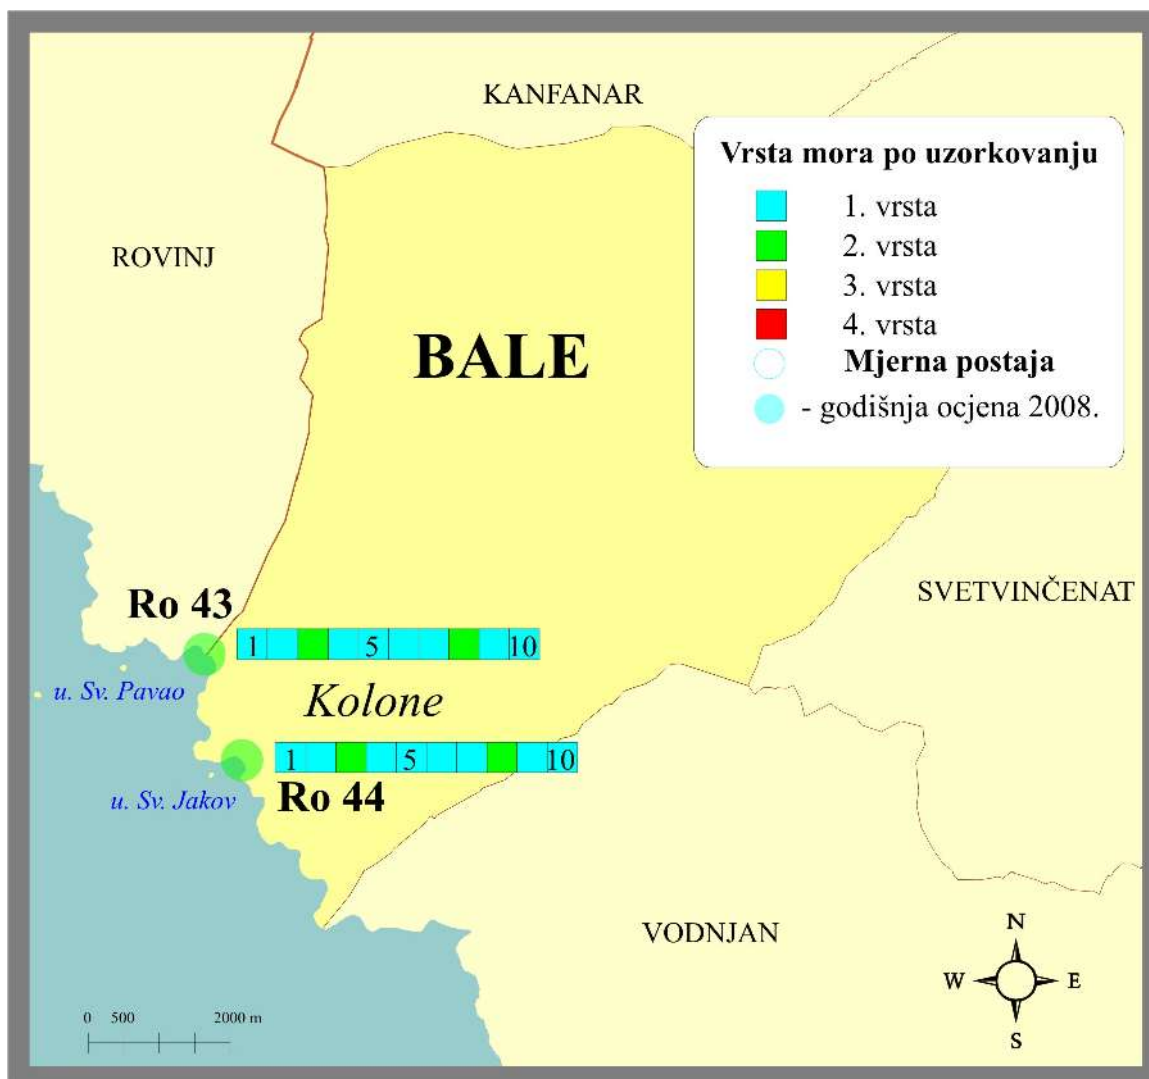 KANFANAR
Vrsta mora po uzorkovanju
1. vrsta
2. vrsta
3. vrsta
4. vrsta
Mjerna postaja
- godišnja ocjena 2008.
ROVINJ
BALE
SVETVINČENAT
Ro 43
1 5 10
u. Sv. Pavao
Kolone
1 5 10
u. Sv. Jakov
Ro 44
VODNJAN
N
W E
S
0 500 2000 m